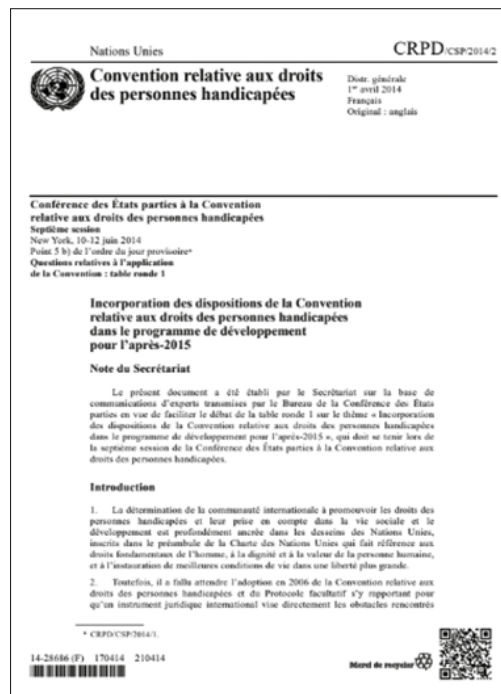 Nations Unies
CRPD/CSP/2014/2
Convention relative aux droits
des personnes handicapées
Distr. générale
1er avril 2014
Français
Original : anglais
Conférence des États parties à la Convention
relative aux droits des personnes handicapées
Septième session
New York, 10-12 juin 2014
Point 5 b) de l'ordre du jour provisoire*
Questions relatives à l'application
de la Convention : table ronde 1
Incorporation des dispositions de la Convention
relative aux droits des personnes handicapées
dans le programme de développement
pour l'après-2015
Note du Secrétariat
Le présent document a été établi par le Secrétariat sur la base de
communications d'experts transmises par le Bureau de la Conférence des États
parties en vue de faciliter le début de la table ronde 1 sur le thème « Incorporation
des dispositions de la Convention relative aux droits des personnes handicapées
dans le programme de développement pour l'après-2015 », qui doit se tenir lors de
la septième session de la Conférence des États parties à la Convention relative aux
droits des personnes handicapées.
Introduction
1. La détermination de la communauté internationale à promouvoir les droits des
personnes handicapées et leur prise en compte dans la vie sociale et le
développement est profondément ancrée dans les desseins des Nations Unies,
inscrits dans le préambule de la Charte des Nations Unies qui fait référence aux
droits fondamentaux de l'homme, à la dignité et à la valeur de la personne humaine,
et à l'instauration de meilleures conditions de vie dans une liberté plus grande.
2. Toutefois, il a fallu attendre l'adoption en 2006 de la Convention relative aux
droits des personnes handicapées et du Protocole facultatif s'y rapportant pour
qu'un instrument juridique international vise directement les obstacles rencontrés
* CRPD/CSP/2014/1.
14-28686 (F) 170414 210414
Merci de recycler